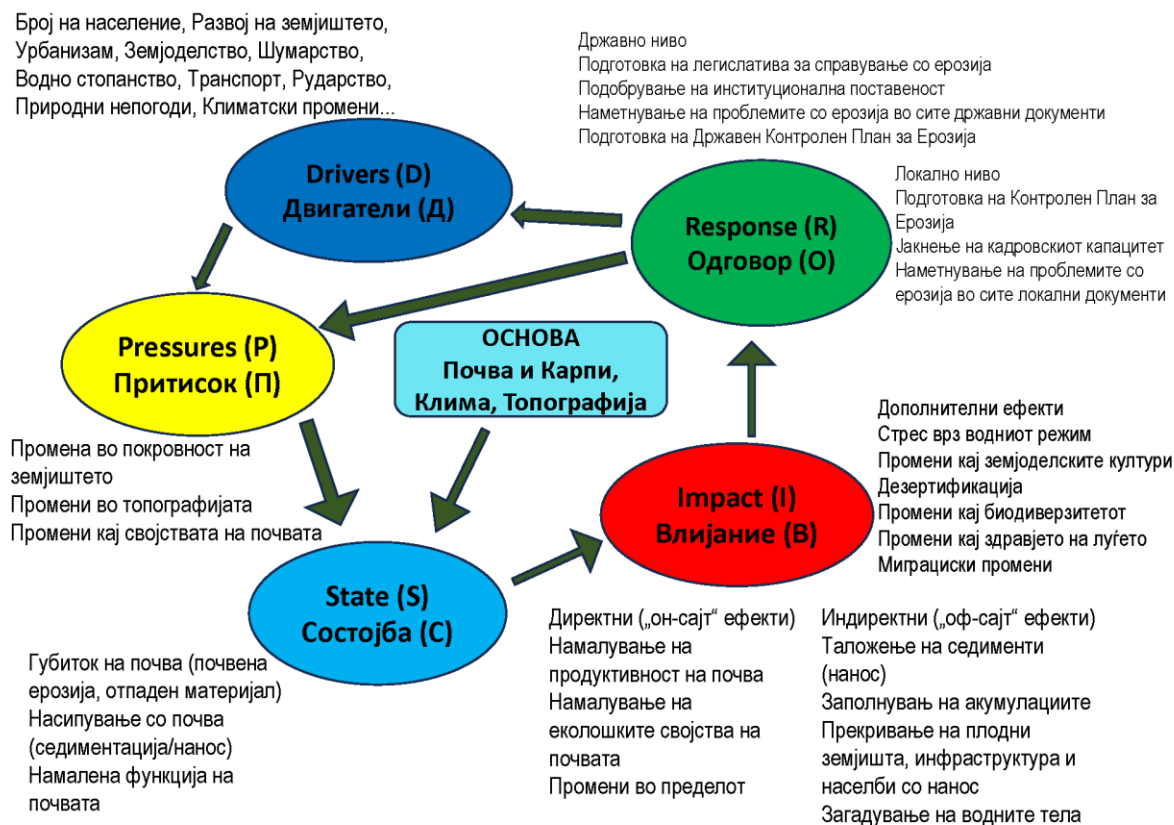 Број на население, Развој на земјиштето,
Урбанизам, Земјоделство, Шумарство,
Водно стопанство, Транспорт, Рударство,
Природни непогоди, Климатски промени...
Државно ниво
Подготовка на легислатива за справување со ерозија
Подобрување на институционална поставеност
Наметнување на проблемите со ерозија во сите државни документи
Подготовка на Државен Контролен План за Ерозија
Drivers (D)
Двигатели (Д)
Response (R)
Одговор (О)
Локално ниво
Подготовка на Контролен План за
Ерозија
Јакнење на кадровскиот капацитет
Наметнување на проблемите со
ерозија во сите локални документи
Pressures (P)
Притисок (П)
ОСНОВА
Почва и Карпи,
Клима, Топографија
Промена во покровност на
земјиштето
Промени во топографијата
Промени кај својствата на почвата
Impact (I)
Влијание (В)
Дополнителни ефекти
Стрес врз водниот режим
Промени кај земјоделските култури
Дезертификација
Промени кај биодиверзитетот
Промени кај здравјето на луѓето
Миграциски промени
State (S)
Состојба (С)
Губиток на почва (почвена
ерозија, отпаден материјал)
Насипување со почва
(седиментација/нанос)
Намалена функција на
почвата
Директни („он-сајт“ ефекти)
Намалување на
продуктивност на почва
Намалување на
еколошките својства на
почвата
Промени во пределот
Индиректни („оф-сајт“ ефекти)
Таложење на седименти
(нанос)
Заполнувањ на акумулациите
Прекривање на плодни
земјишта, инфраструктура и
населби со нанос
Загадување на водните тела